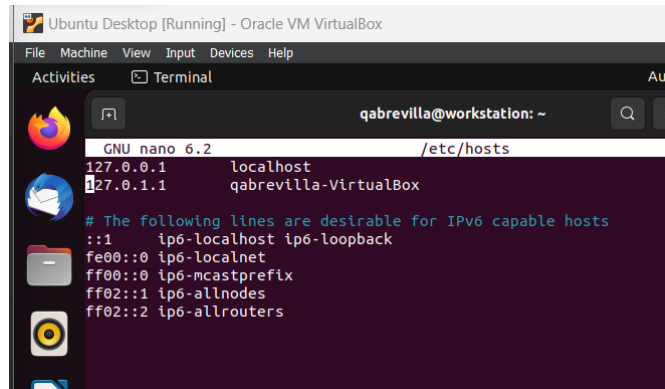 Ubuntu Desktop [Running] - Oracle VM VirtualBox
File Machine View Input Devices Help
Activities Terminal Au
qabrevilla@workstation: ~
GNU nano 6.2 /etc/hosts
127.0.0.1 localhost
127.0.1.1 qabrevilla-VirtualBox
# The following lines are desirable for IPv6 capable hosts
::1 ip6-localhost ip6-loopback
fe00::0 ip6-localnet
ff00::0 ip6-mcastprefix
ff02::1 ip6-allnodes
ff02::2 ip6-allrouters